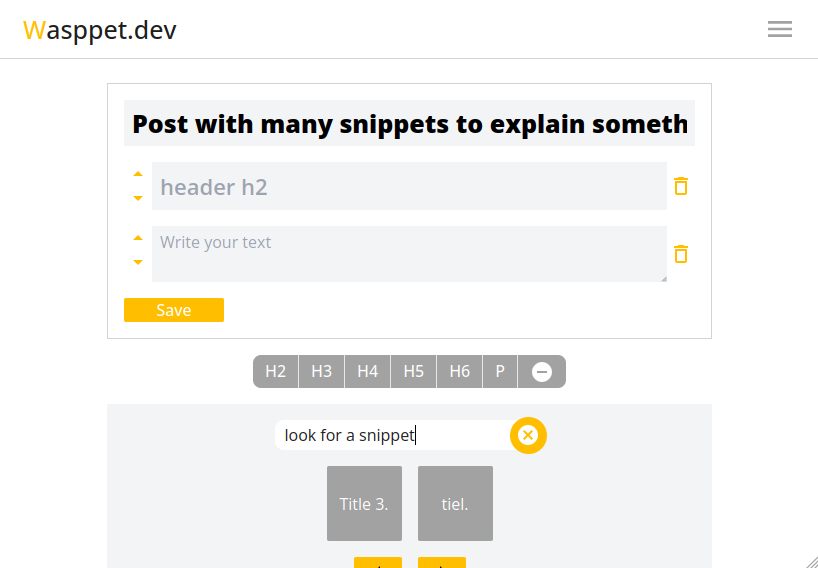 Wasppet.dev
Post with many snippets to explain someth
header h2
Write your text
Save
H2 H3 H4 H5 H6 P
look for a snippet
Title 3. tiel.